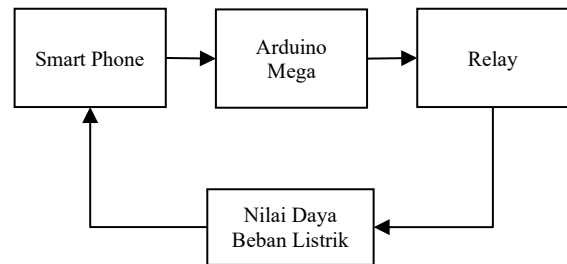 Smart Phone
Arduino
Mega
Relay
Nilai Daya
Beban Listrik